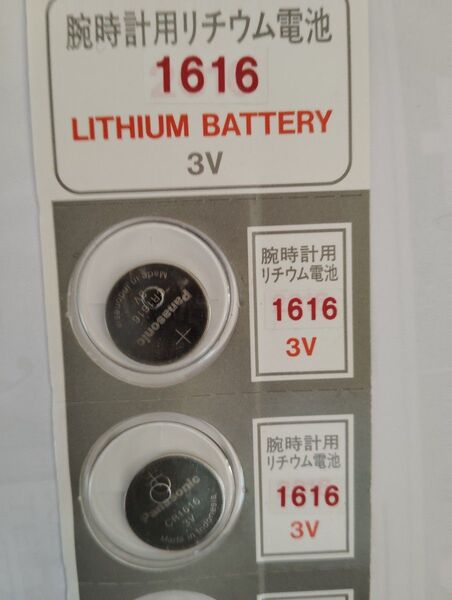 腕時計用リチウム電池
1616
LITHIUM BATTERY
3V
腕時計用
リチウム電池
1616
3V
Panasonic
CR1616
3V
Made in Indonesia
腕時計用
リチウム電池
1616
3V
Panasonic
CR1616
3V
Made in Indonesia